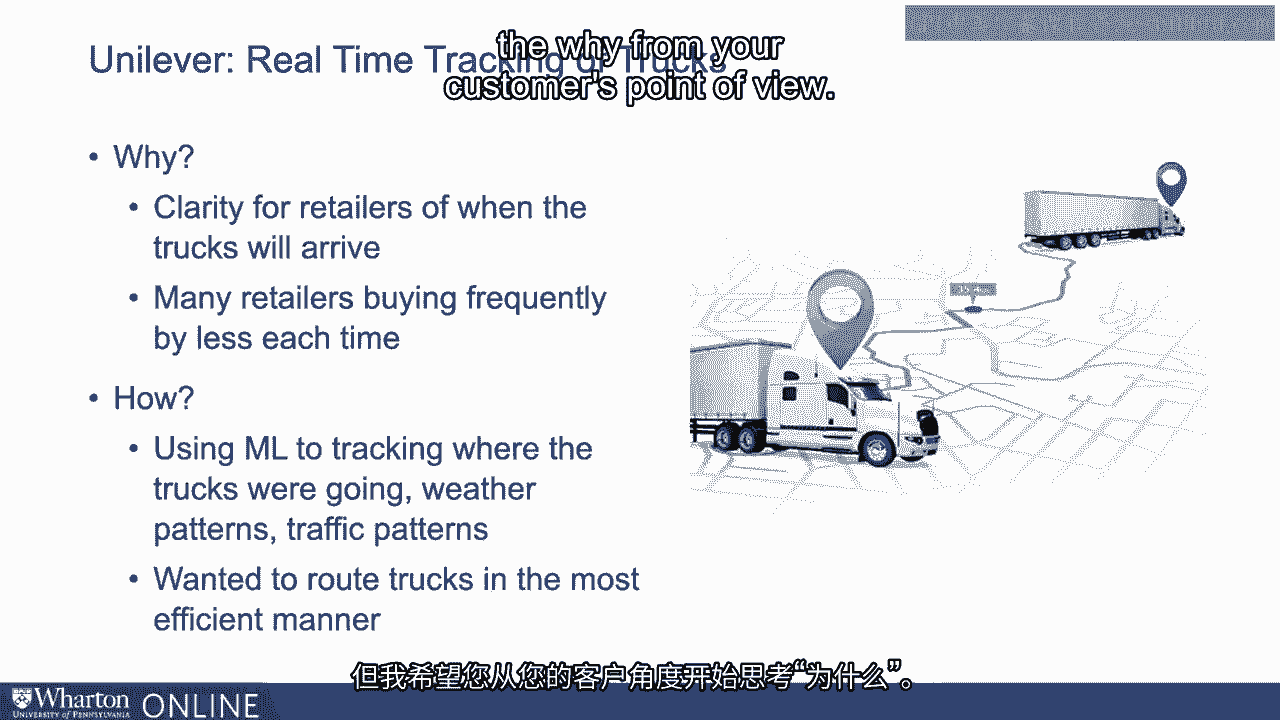 the why from your
customer's point of view.
Unilever: Real Time Tracking of Trucks
• Why?
• Clarity for retailers of when the
trucks will arrive
• Many retailers buying frequently
by less each time
• How?
• Using ML to tracking where the
trucks were going, weather
patterns, traffic patterns
• Wanted to route trucks in the most
efficient manner
但我希望您从您的客户角度开始思考“为什么”。
Wharton
UNIVERSITY of PENNSYLVANIA
ONLINE